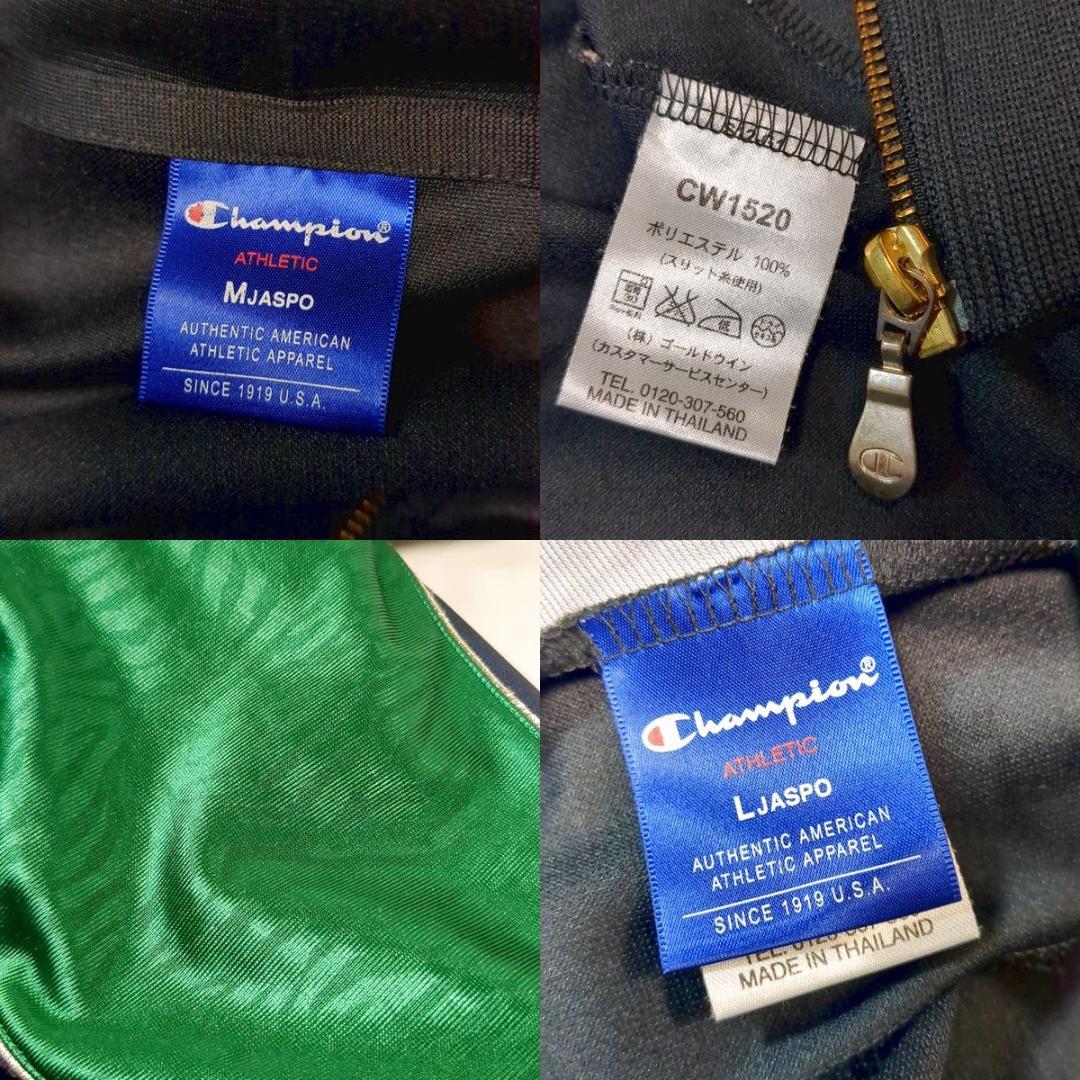 Champion®
ATHLETIC
M JASPO
AUTHENTIC AMERICAN
ATHLETIC APPAREL
SINCE 1919 U.S.A.
CW1520
ポリエステル 100%
(スリット糸使用)
低
(株) ゴールドウイン
(カスタマーサービスセンター)
TEL. 0120-307-560
MADE IN THAILAND
Champion®
ATHLETIC
L JASPO
AUTHENTIC AMERICAN
ATHLETIC APPAREL
SINCE 1919 U.S.A.
MADE IN THAILAND